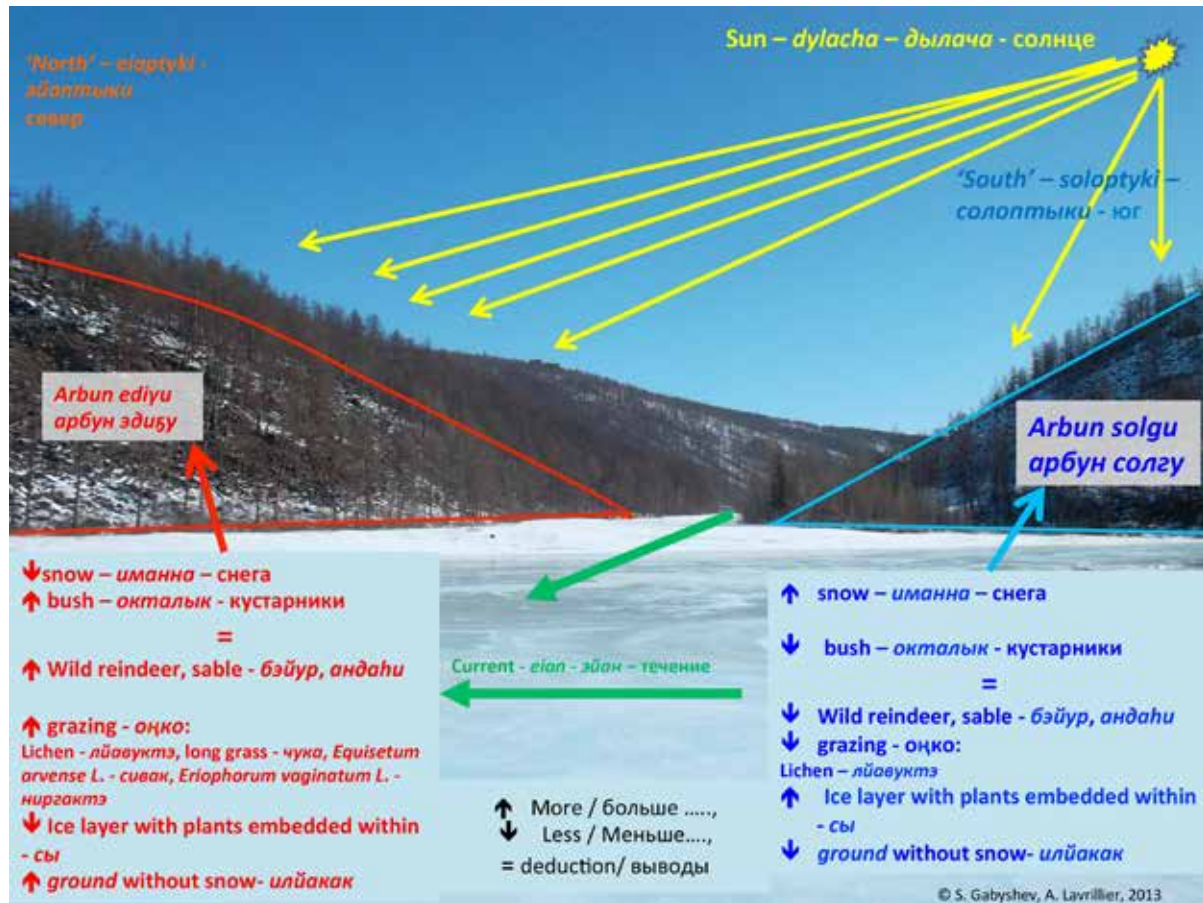 Sun – dylacha – дылача - солнце
'North' – eiaptyki -
эйаптыки
север
'South' – soloptyki –
солоптыки - юг
Arbun ediyu
арбун эдиҕу
Arbun solgu
арбун солгу
🡻snow – иманна – снега
🡹 bush – окталык - кустарники
=
🡹 Wild reindeer, sable - бэйур, андаhи
🡹 grazing - оӊко:
Lichen - лйавуктэ, long grass - чука, Equisetum
arvense L. - сивак, Eriophorum vaginatum L. -
ниргактэ
🡻 Ice layer with plants embedded within
- сы
🡹 ground without snow- илйакак
Current - eian - эйан – течение
🡹 More / больше .....,
🡻 Less / Меньше....,
= deduction/ выводы
🡹 snow – иманна – снега
🡻 bush – окталык - кустарники
=
🡻 Wild reindeer, sable - бэйур, андаhи
🡻 grazing - оӊко:
Lichen – лйавуктэ
🡹 Ice layer with plants embedded within
- сы
🡻 ground without snow- илйакак
© S. Gabyshev, A. Lavrillier, 2013